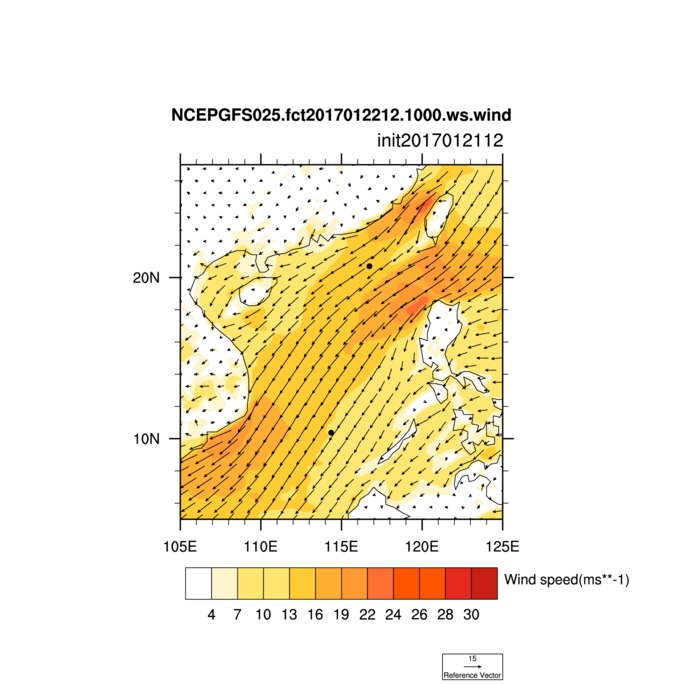 NCEPGFS025.fct2017012212.1000.ws.wind
init2017012112
20N
10N
105E 110E 115E 120E 125E
Wind speed(ms**-1)
4 7 10 13 16 19 22 24 26 28 30
15
Reference Vector